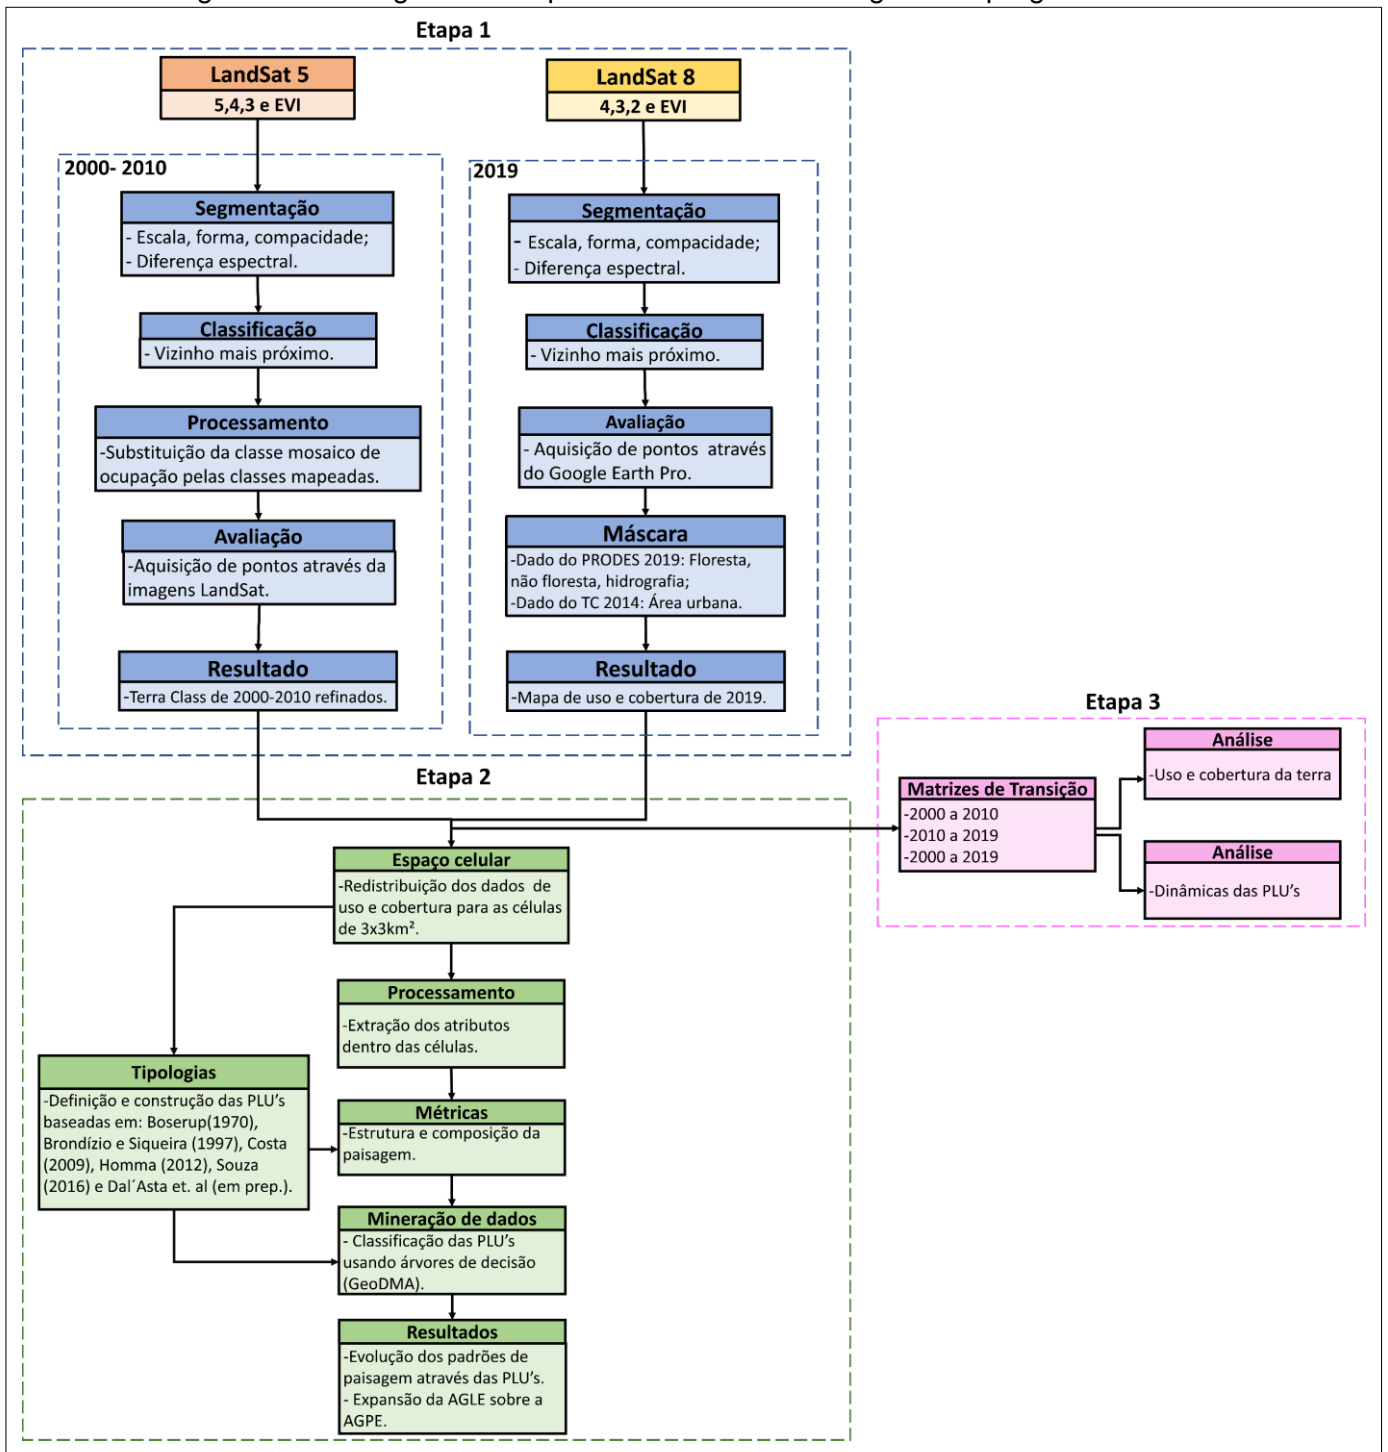 Etapa 1
LandSat 5
5,4,3 e EVI
LandSat 8
4,3,2 e EVI
2000- 2010
Segmentação
- Escala, forma, compacidade;
- Diferença espectral.
Classificação
- Vizinho mais próximo.
Processamento
-Substituição da classe mosaico de
ocupação pelas classes mapeadas.
Avaliação
-Aquisição de pontos através da
imagens LandSat.
Resultado
-Terra Class de 2000-2010 refinados.
2019
Segmentação
- Escala, forma, compacidade;
- Diferença espectral.
Classificação
- Vizinho mais próximo.
Avaliação
- Aquisição de pontos através
do Google Earth Pro.
Máscara
-Dado do PRODES 2019: Floresta,
não floresta, hidrografia;
-Dado do TC 2014: Área urbana.
Resultado
-Mapa de uso e cobertura de 2019.
Etapa 2
Espaço celular
-Redistribuição dos dados de
uso e cobertura para as células
de 3x3km².
Processamento
-Extração dos atributos
dentro das células.
Tipologias
-Definição e construção das PLU's
baseadas em: Boserup(1970),
Brondízio e Siqueira (1997), Costa
(2009), Homma (2012), Souza
(2016) e Dal´Asta et. al (em prep.).
Métricas
-Estrutura e composição da
paisagem.
Mineração de dados
- Classificação das PLU's
usando árvores de decisão
(GeoDMA).
Resultados
-Evolução dos padrões de
paisagem através das PLU's.
- Expansão da AGLE sobre a
AGPE.
Etapa 3
Matrizes de Transição
-2000 a 2010
-2010 a 2019
-2000 a 2019
Análise
-Uso e cobertura da terra
Análise
-Dinâmicas das PLU's